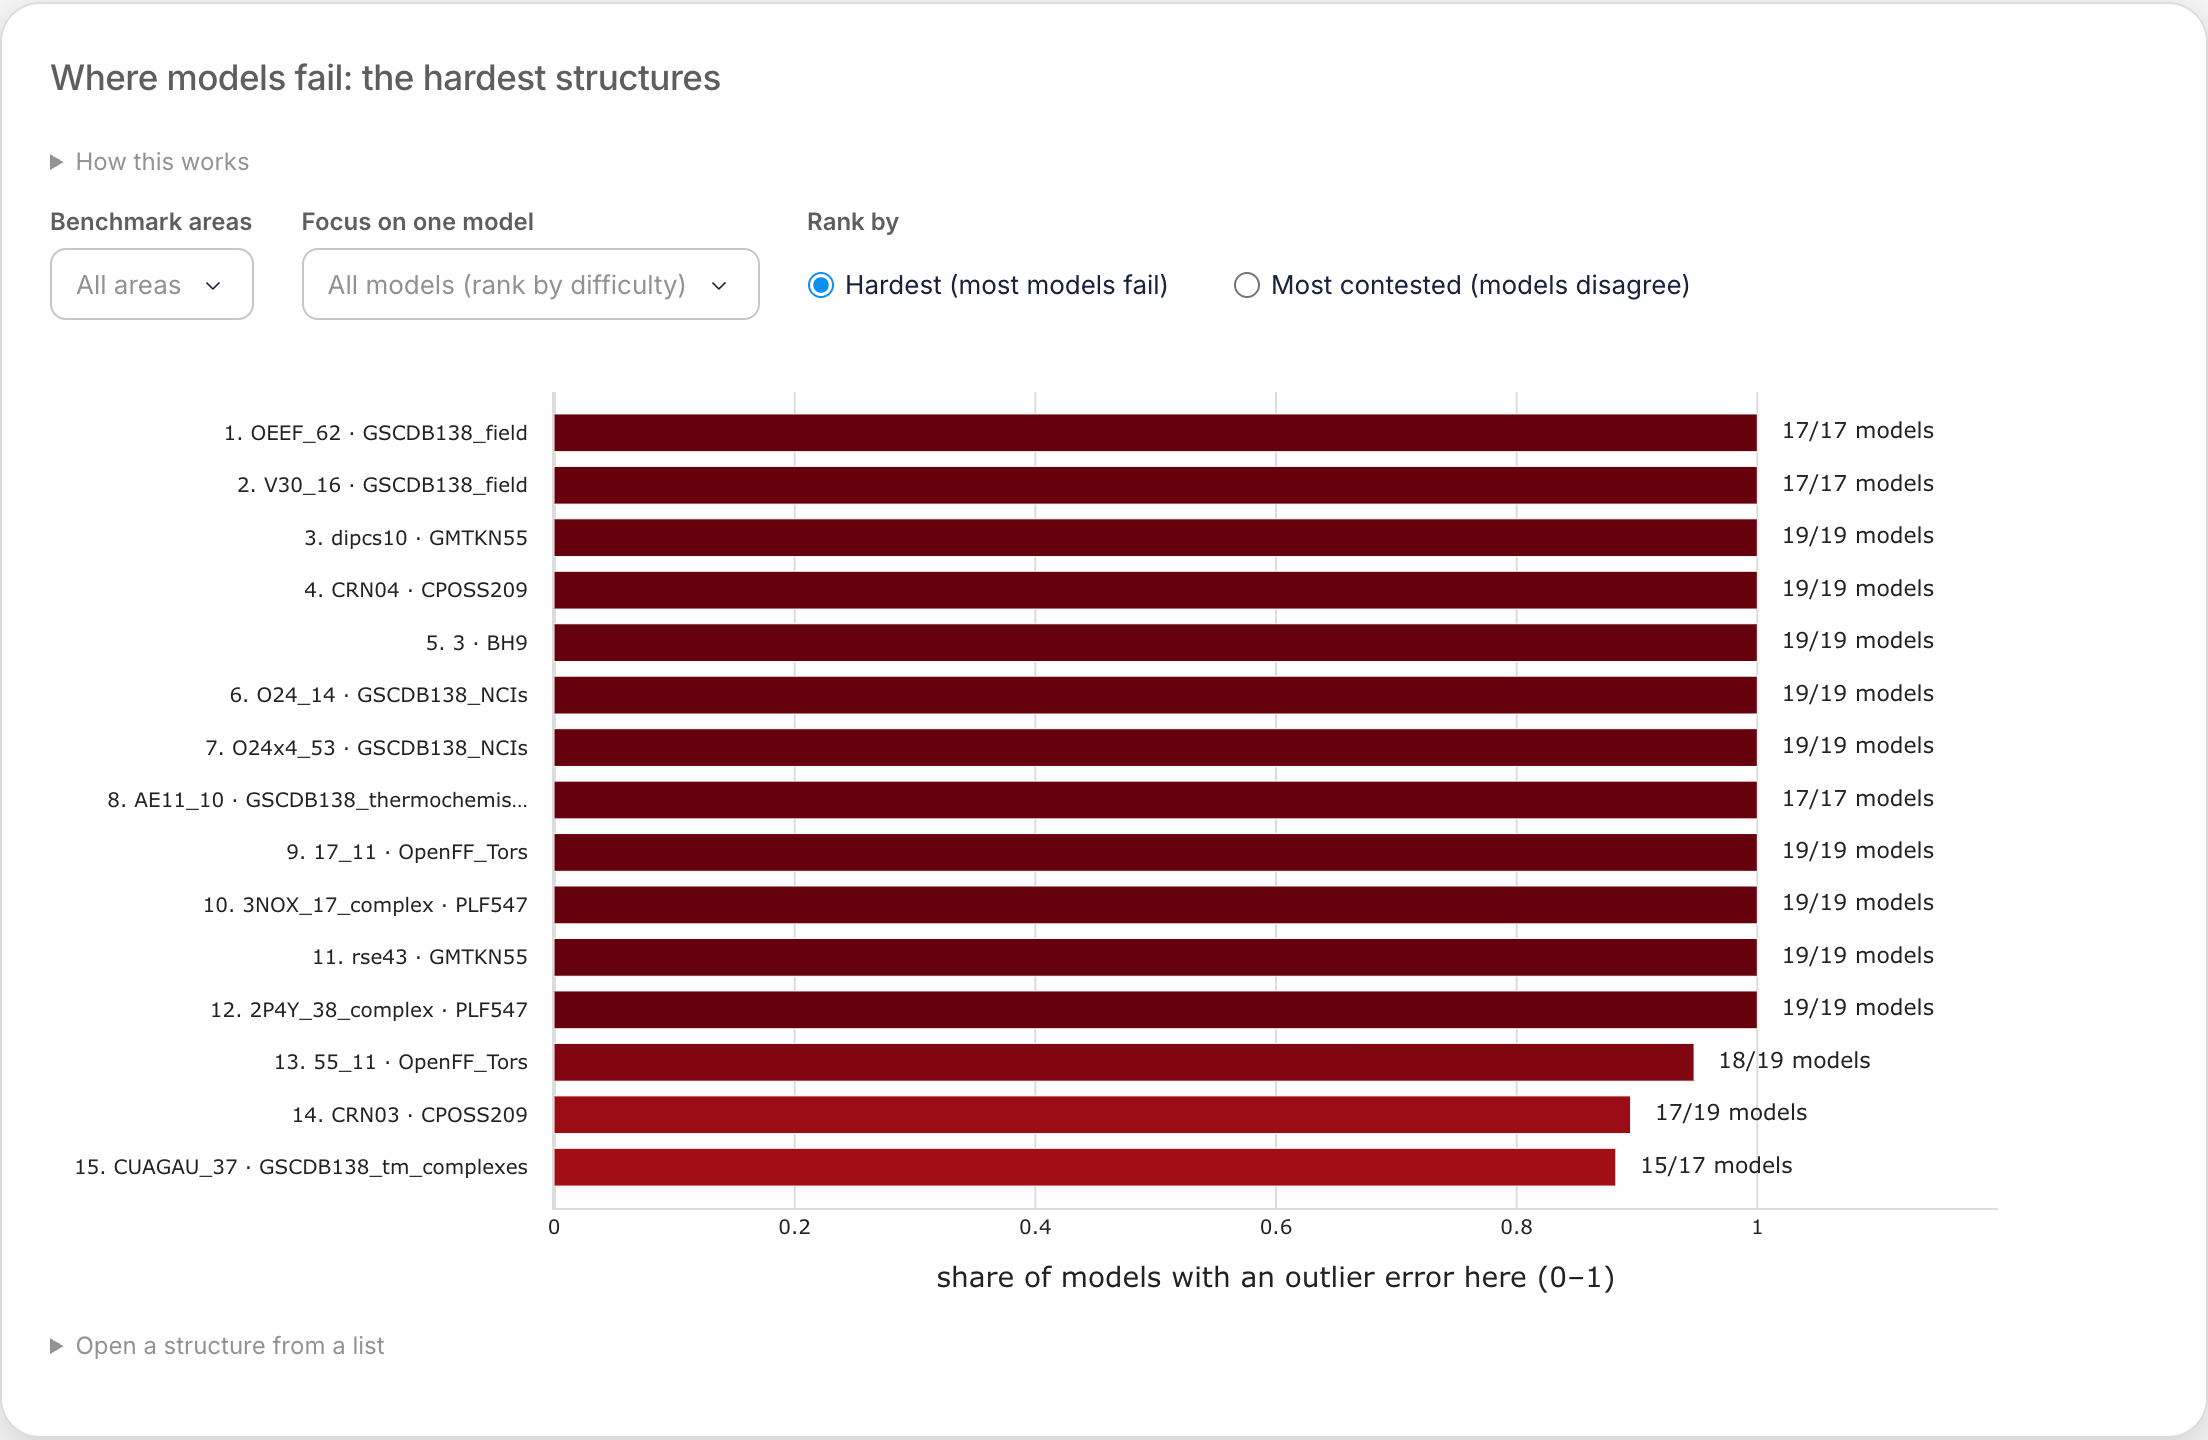 Where models fail: the hardest structures
▶ How this works
Benchmark areas
Focus on one model
Rank by
All areas
All models (rank by difficulty)
Hardest (most models fail)
Most contested (models disagree)
1. OEEF_62 · GSCDB138_field
17/17 models
2. V30_16 · GSCDB138_field
17/17 models
3. dipcs10 · GMTKN55
19/19 models
4. CRN04 · CPOSS209
19/19 models
5. 3 · BH9
19/19 models
6. O24_14 · GSCDB138_NCIs
19/19 models
7. O24x4_53 · GSCDB138_NCIs
19/19 models
8. AE11_10 · GSCDB138_thermochemis...
17/17 models
9. 17_11 · OpenFF_Tors
19/19 models
10. 3NOX_17_complex · PLF547
19/19 models
11. rse43 · GMTKN55
19/19 models
12. 2P4Y_38_complex · PLF547
19/19 models
13. 55_11 · OpenFF_Tors
18/19 models
14. CRN03 · CPOSS209
17/19 models
15. CUAGAU_37 · GSCDB138_tm_complexes
15/17 models
0 0.2 0.4 0.6 0.8 1
share of models with an outlier error here (0–1)
▶ Open a structure from a list